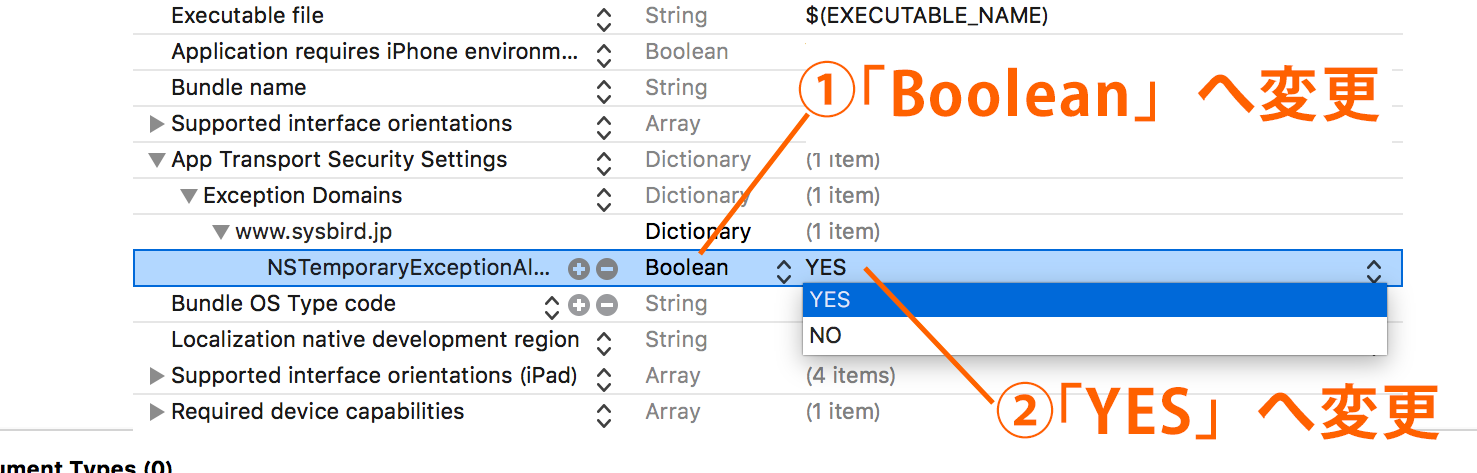 Executable file String $(EXECUTABLE_NAME)
Application requires iPhone environm... Boolean
①「Boolean」へ変更
Bundle name String
Supported interface orientations Array
App Transport Security Settings Dictionary (1 item)
Exception Domains Dictionary (1 item)
www.sysbird.jp Dictionary (1 item)
NSTemporaryExceptionAl... Boolean YES
Bundle OS Type code String YES
Localization native development region String NO
Supported interface orientations (iPad) Array (4 items)
Required device capabilities Array (1 item)
②「YES」へ変更
ument Types (0)